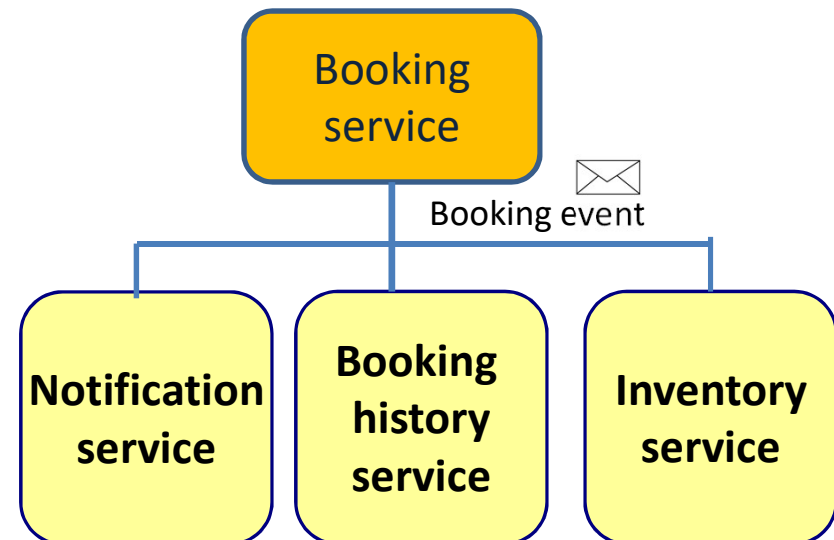 Booking
service
Booking event
Notification
service
Booking
history
service
Inventory
service